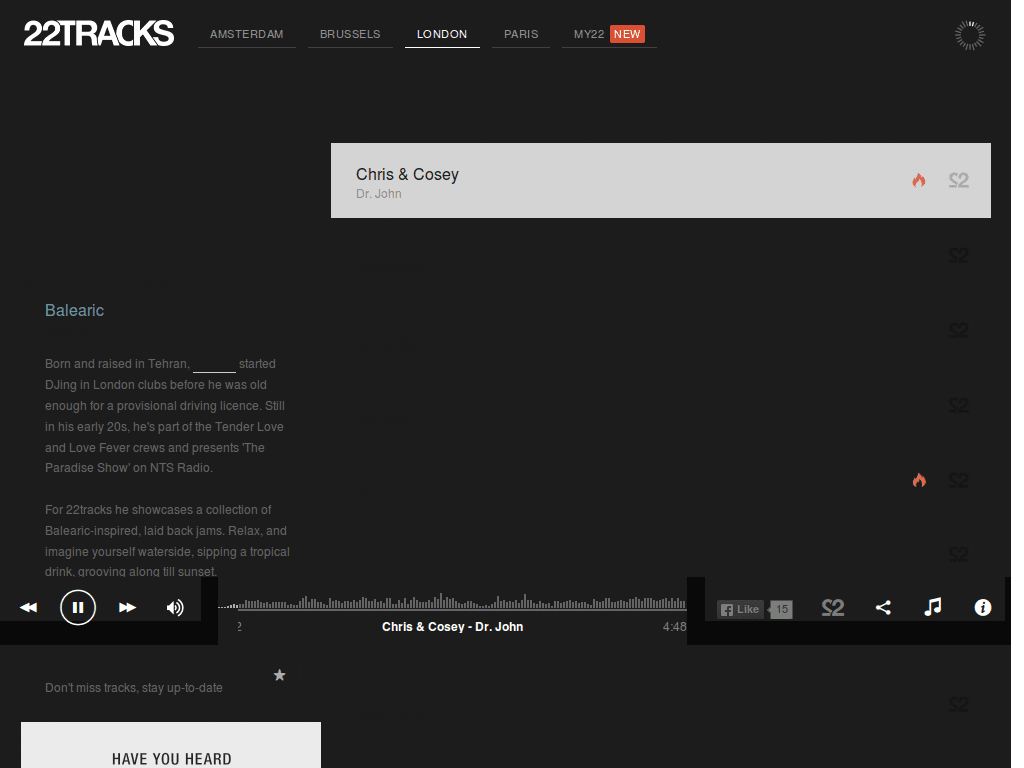 22TRACKS
AMSTERDAM BRUSSELS LONDON PARIS MY22 NEW
Chris & Cosey
Dr. John
Balearic
Born and raised in Tehran, ______ started
DJing in London clubs before he was old
enough for a provisional driving licence. Still
in his early 20s, he's part of the Tender Love
and Love Fever crews and presents 'The
Paradise Show' on NTS Radio.
For 22tracks he showcases a collection of
Balearic-inspired, laid back jams. Relax, and
imagine yourself waterside, sipping a tropical
drink, grooving along till sunset.
Like 15
2 Chris & Cosey - Dr. John 4:48
Don't miss tracks, stay up-to-date
HAVE YOU HEARD